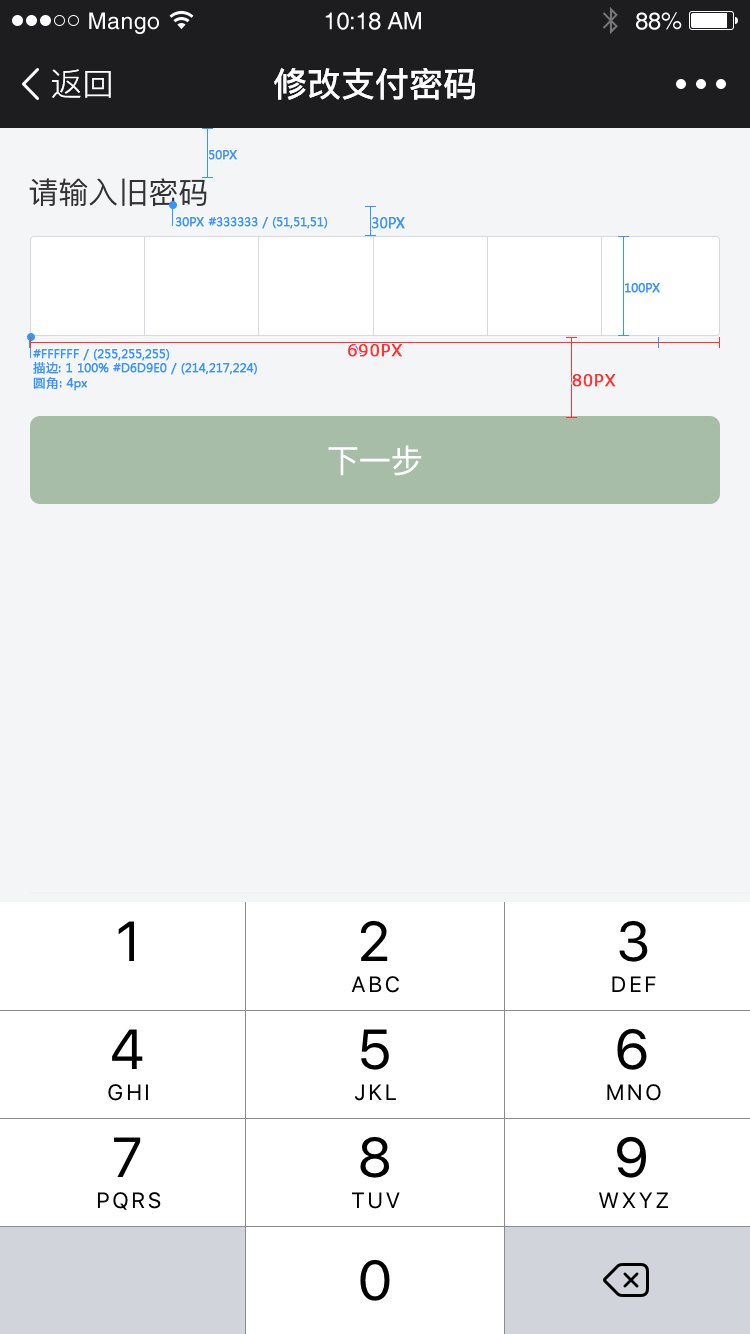 Mango 10:18 AM 88%
返回 修改支付密码
50PX
请输入旧密码
30PX #333333 / (51,51,51) 30PX
100PX
#FFFFFF / (255,255,255) 690PX
描边: 1 100% #D6D9E0 / (214,217,224)
圆角: 4px 80PX
下一步
1 2 3
ABC DEF
4 5 6
GHI JKL MNO
7 8 9
PQRS TUV WXYZ
0